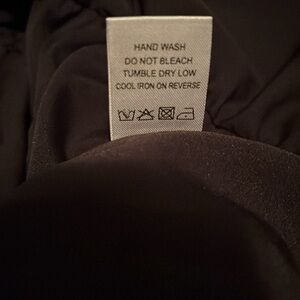 HAND WASH
DO NOT BLEACH
TUMBLE DRY LOW
COOL IRON ON REVERSE